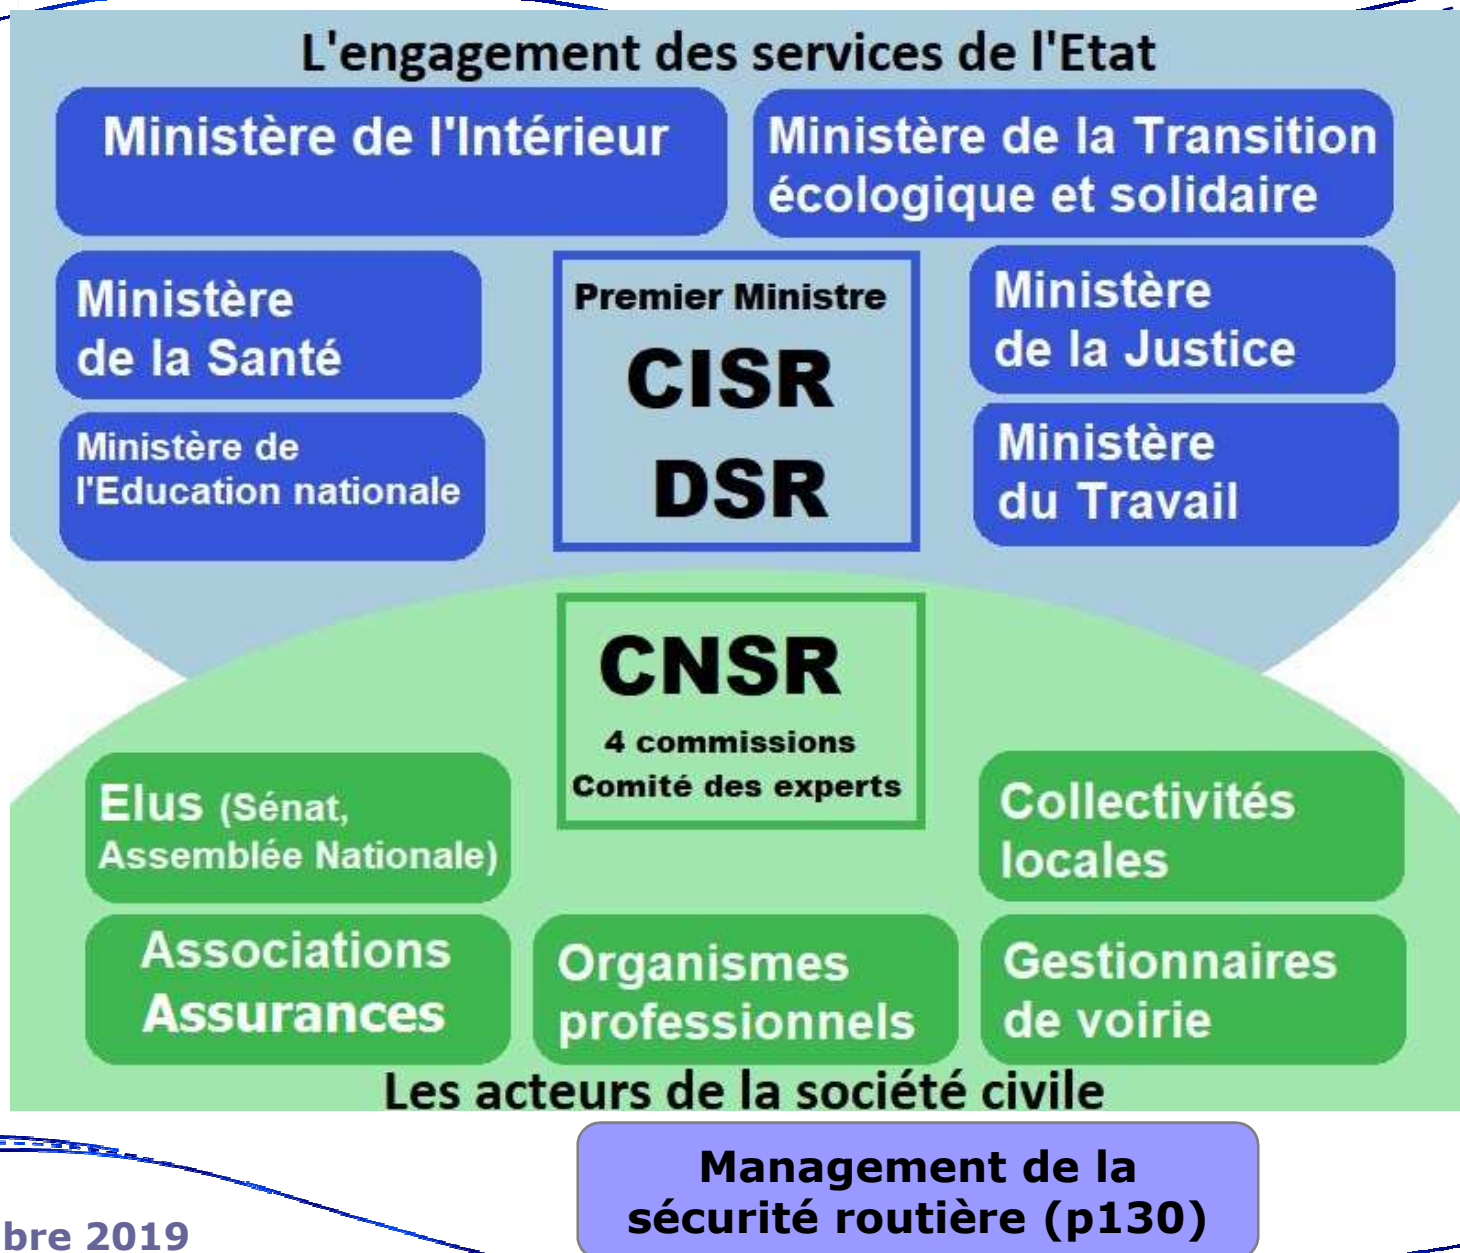 L'engagement des services de l'Etat
Ministère de l'Intérieur
Ministère de la Transition
écologique et solidaire
Ministère
de la Santé
Premier Ministre
CISR
DSR
Ministère
de la Justice
Ministère de
l'Education nationale
Ministère
du Travail
CNSR
4 commissions
Comité des experts
Elus (Sénat,
Assemblée Nationale)
Collectivités
locales
Associations
Assurances
Organismes
professionnels
Gestionnaires
de voirie
Les acteurs de la société civile
Management de la
sécurité routière (p130)
bre 2019